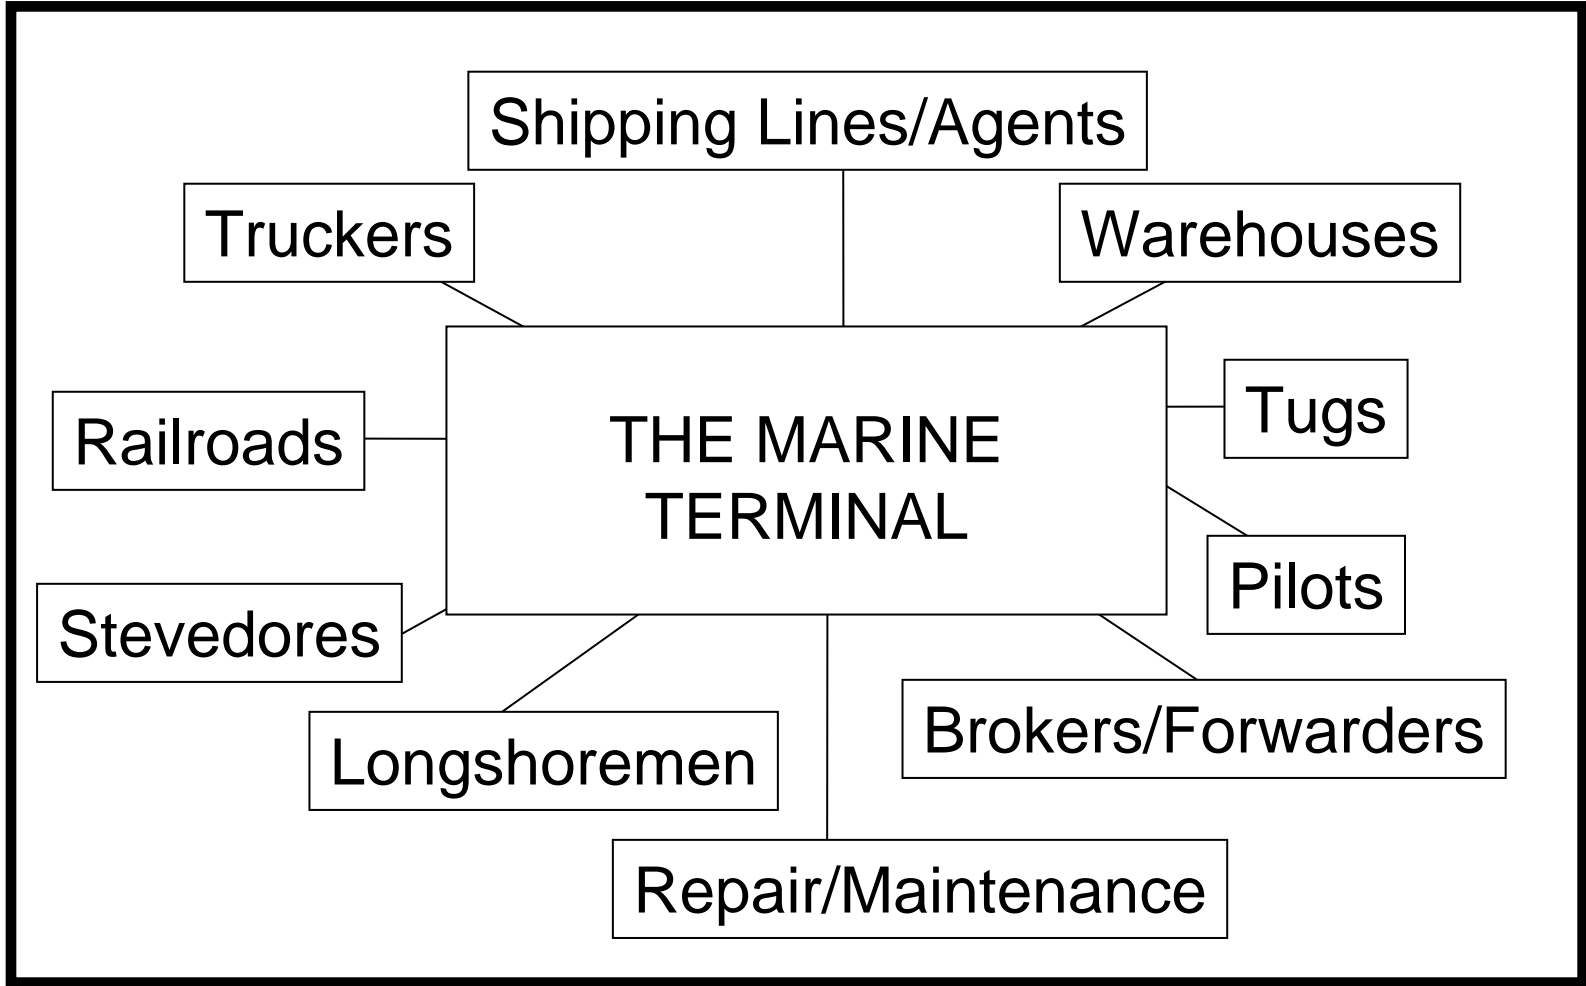 Shipping Lines/Agents
Truckers
Warehouses
Tugs
Railroads
THE MARINE
TERMINAL
Pilots
Stevedores
Brokers/Forwarders
Longshoremen
Repair/Maintenance